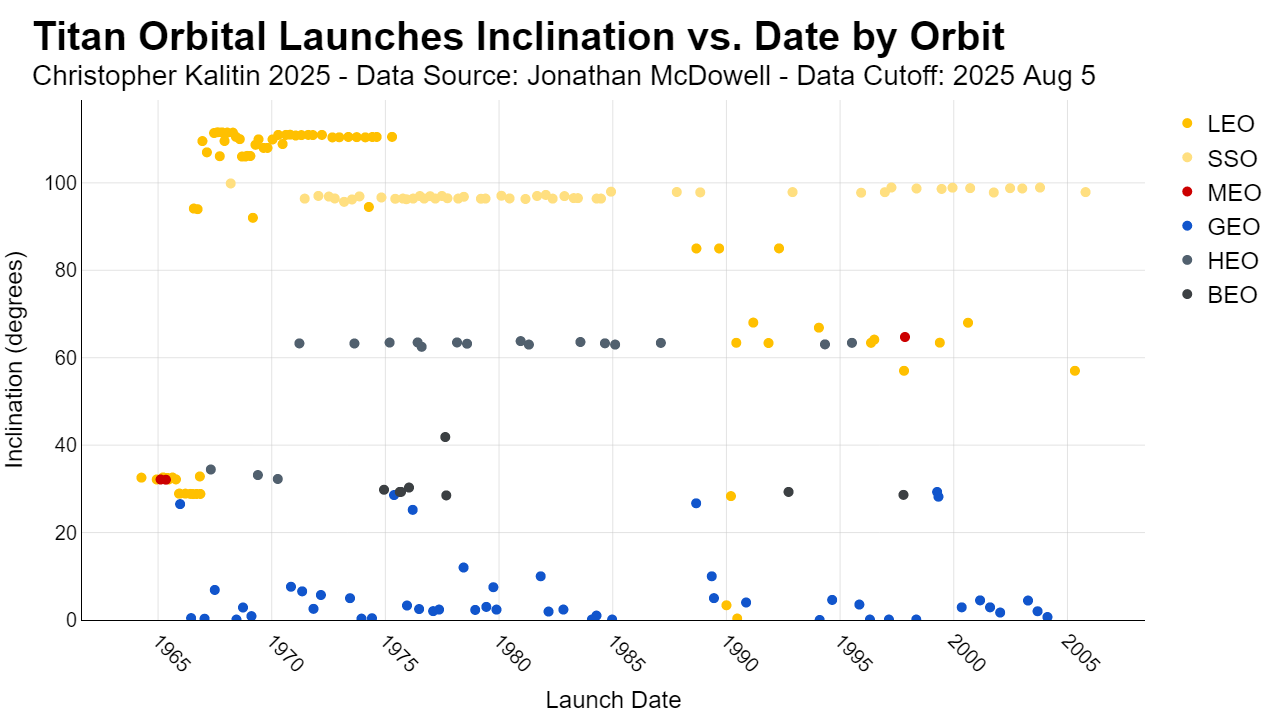 Titan Orbital Launches Inclination vs. Date by Orbit
Christopher Kalitin 2025 - Data Source: Jonathan McDowell - Data Cutoff: 2025 Aug 5
LEO
SSO
MEO
GEO
HEO
BEO
Inclination (degrees)
100
80
60
40
20
0
1965
1970
1975
1980
1985
1990
1995
2000
2005
Launch Date